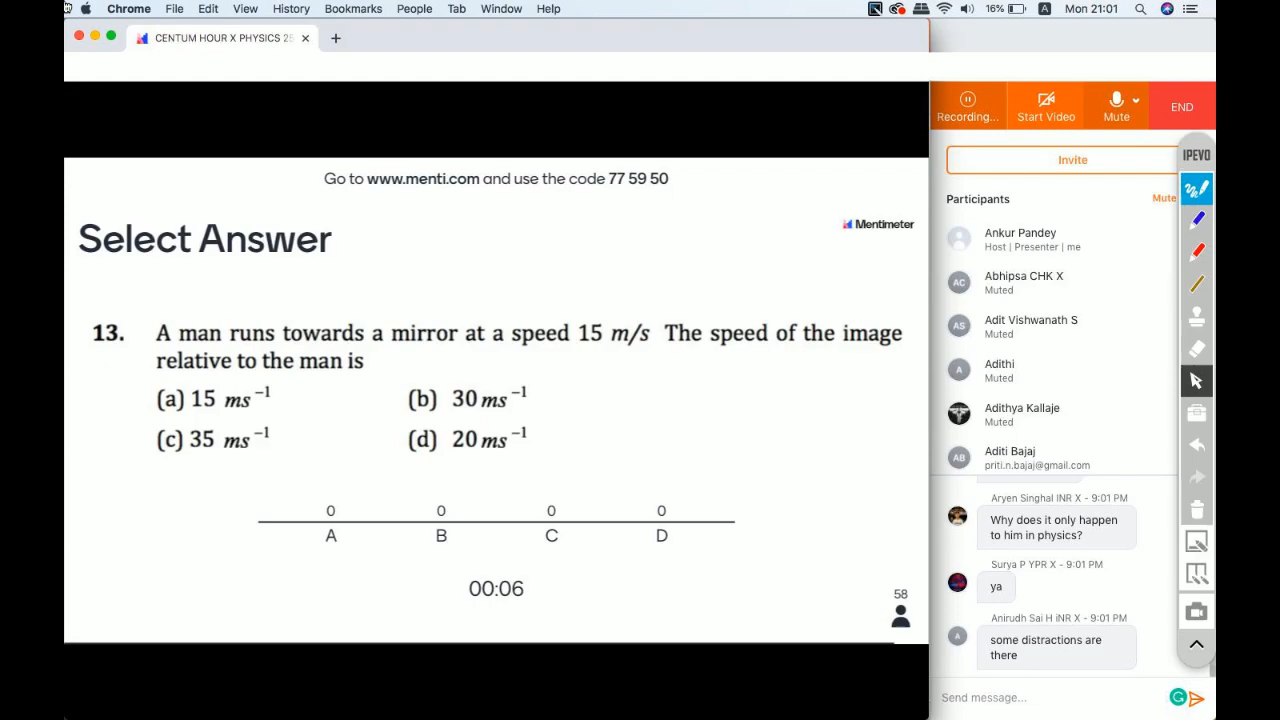 Chrome File Edit View History Bookmarks People Tab Window Help
16% A Mon 21:01
CENTUM HOUR X PHYSICS 25
Recording...
Start Video
Mute
END
Invite
IPEVO
Participants
Mute
Ankur Pandey
Host | Presenter | me
AC Abhipsa CHK X
Muted
AS Adit Vishwanath S
Muted
A Adithi
Muted
Adithya Kallaje
Muted
AB Aditi Bajaj
priti.n.bajaj@gmail.com
Aryen Singhal INR X - 9:01 PM
Why does it only happen
to him in physics?
Surya P YPR X - 9:01 PM
ya
Anirudh Sai H iNR X - 9:01 PM
A some distractions are
there
Send message...
Go to www.menti.com and use the code 77 59 50
Select Answer
Mentimeter
13. A man runs towards a mirror at a speed 15 m/s The speed of the image
relative to the man is
(a) 15 ms⁻¹ (b) 30 ms⁻¹
(c) 35 ms⁻¹ (d) 20 ms⁻¹
0 0 0 0
A B C D
00:06
58